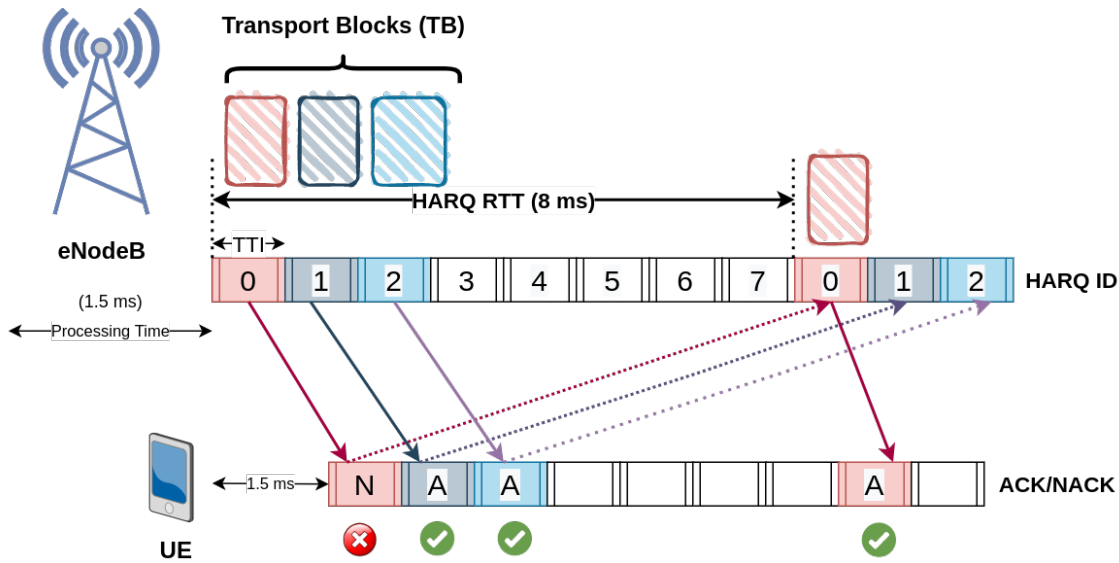 Transport Blocks (TB)
HARQ RTT (8 ms)
eNodeB
TTI
0 1 2 3 4 5 6 7 0 1 2
HARQ ID
(1.5 ms)
Processing Time
1.5 ms
N A A A
ACK/NACK
UE